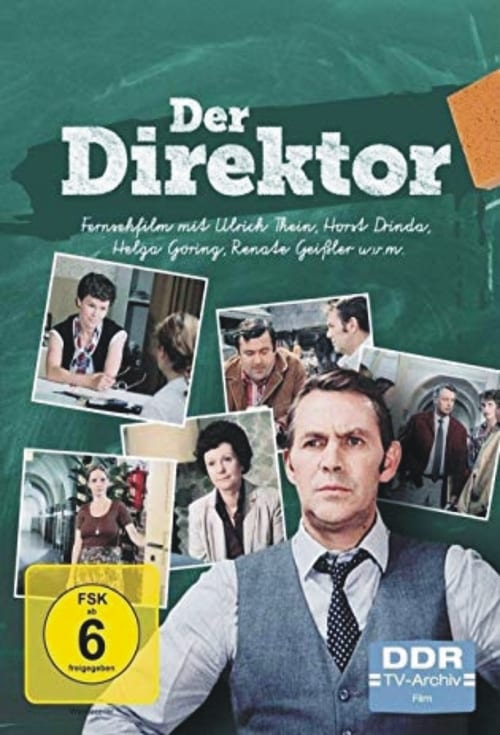 Der
Direktor
Fernsehfilm mit Ulrich Thein, Horst Drinda,
Helga Göring, Renate Geißler u.v.m.
FSK
ab
6
freigegeben
DDR
TV-Archiv
Film